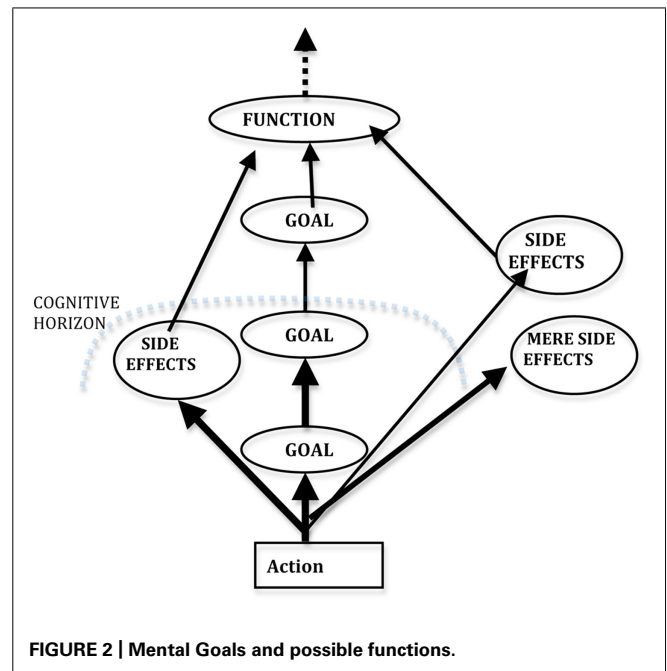 FUNCTION
GOAL
SIDE
EFFECTS
COGNITIVE
HORIZON
SIDE
EFFECTS
GOAL
MERE SIDE
EFFECTS
GOAL
Action
FIGURE 2 | Mental Goals and possible functions.